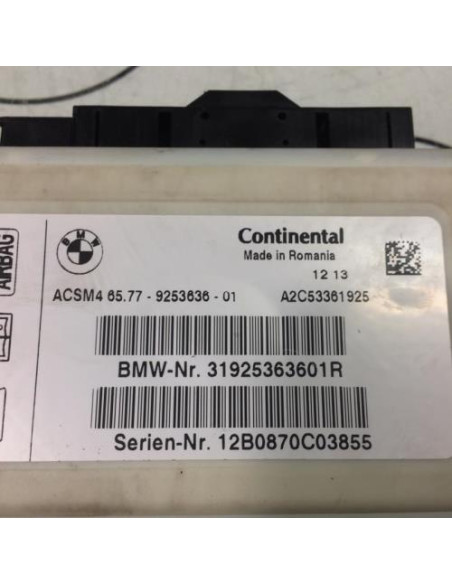 AIRBAG
BMW
Continental
Made in Romania
12 13
ACSM4 65.77 - 9253636 - 01 A2C53361925
BMW-Nr. 31925363601R
Serien-Nr. 12B0870C03855